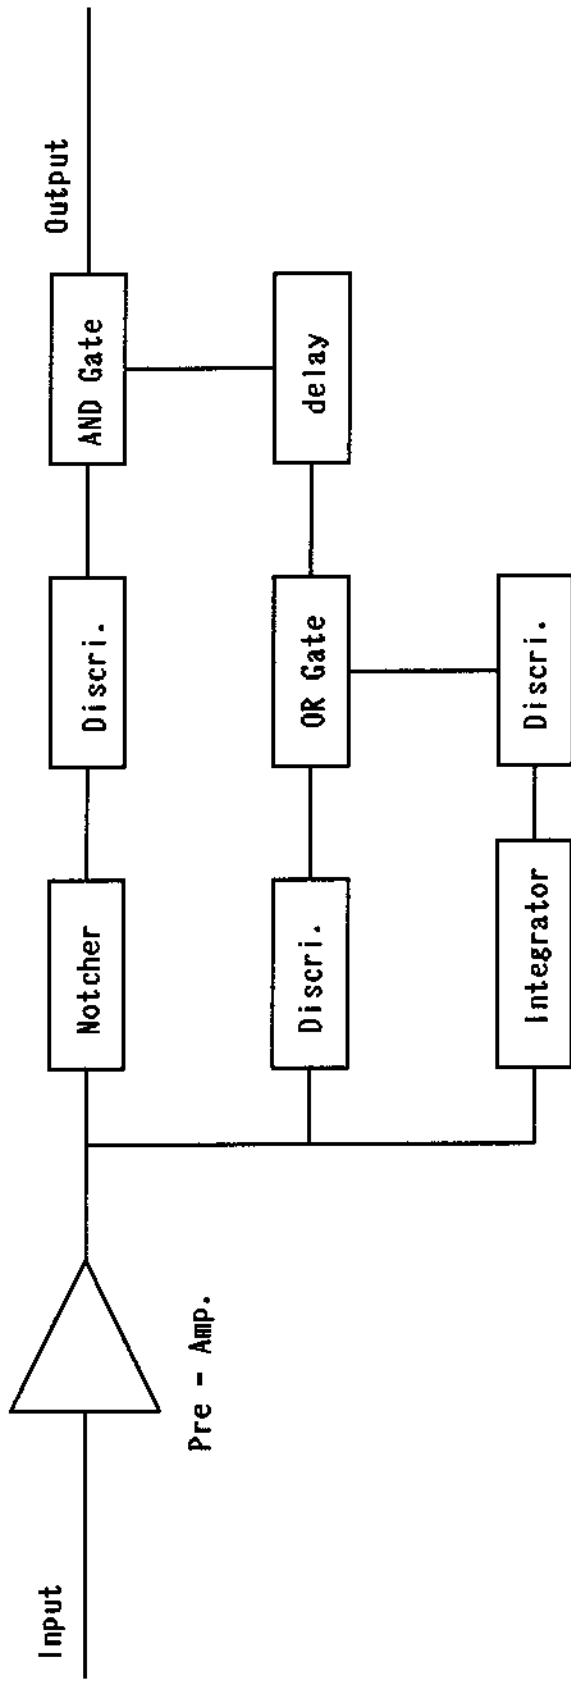 Input
Pre - Amp.
Notcher
Discri.
AND Gate
Output
Discri.
OR Gate
delay
Integrator
Discri.